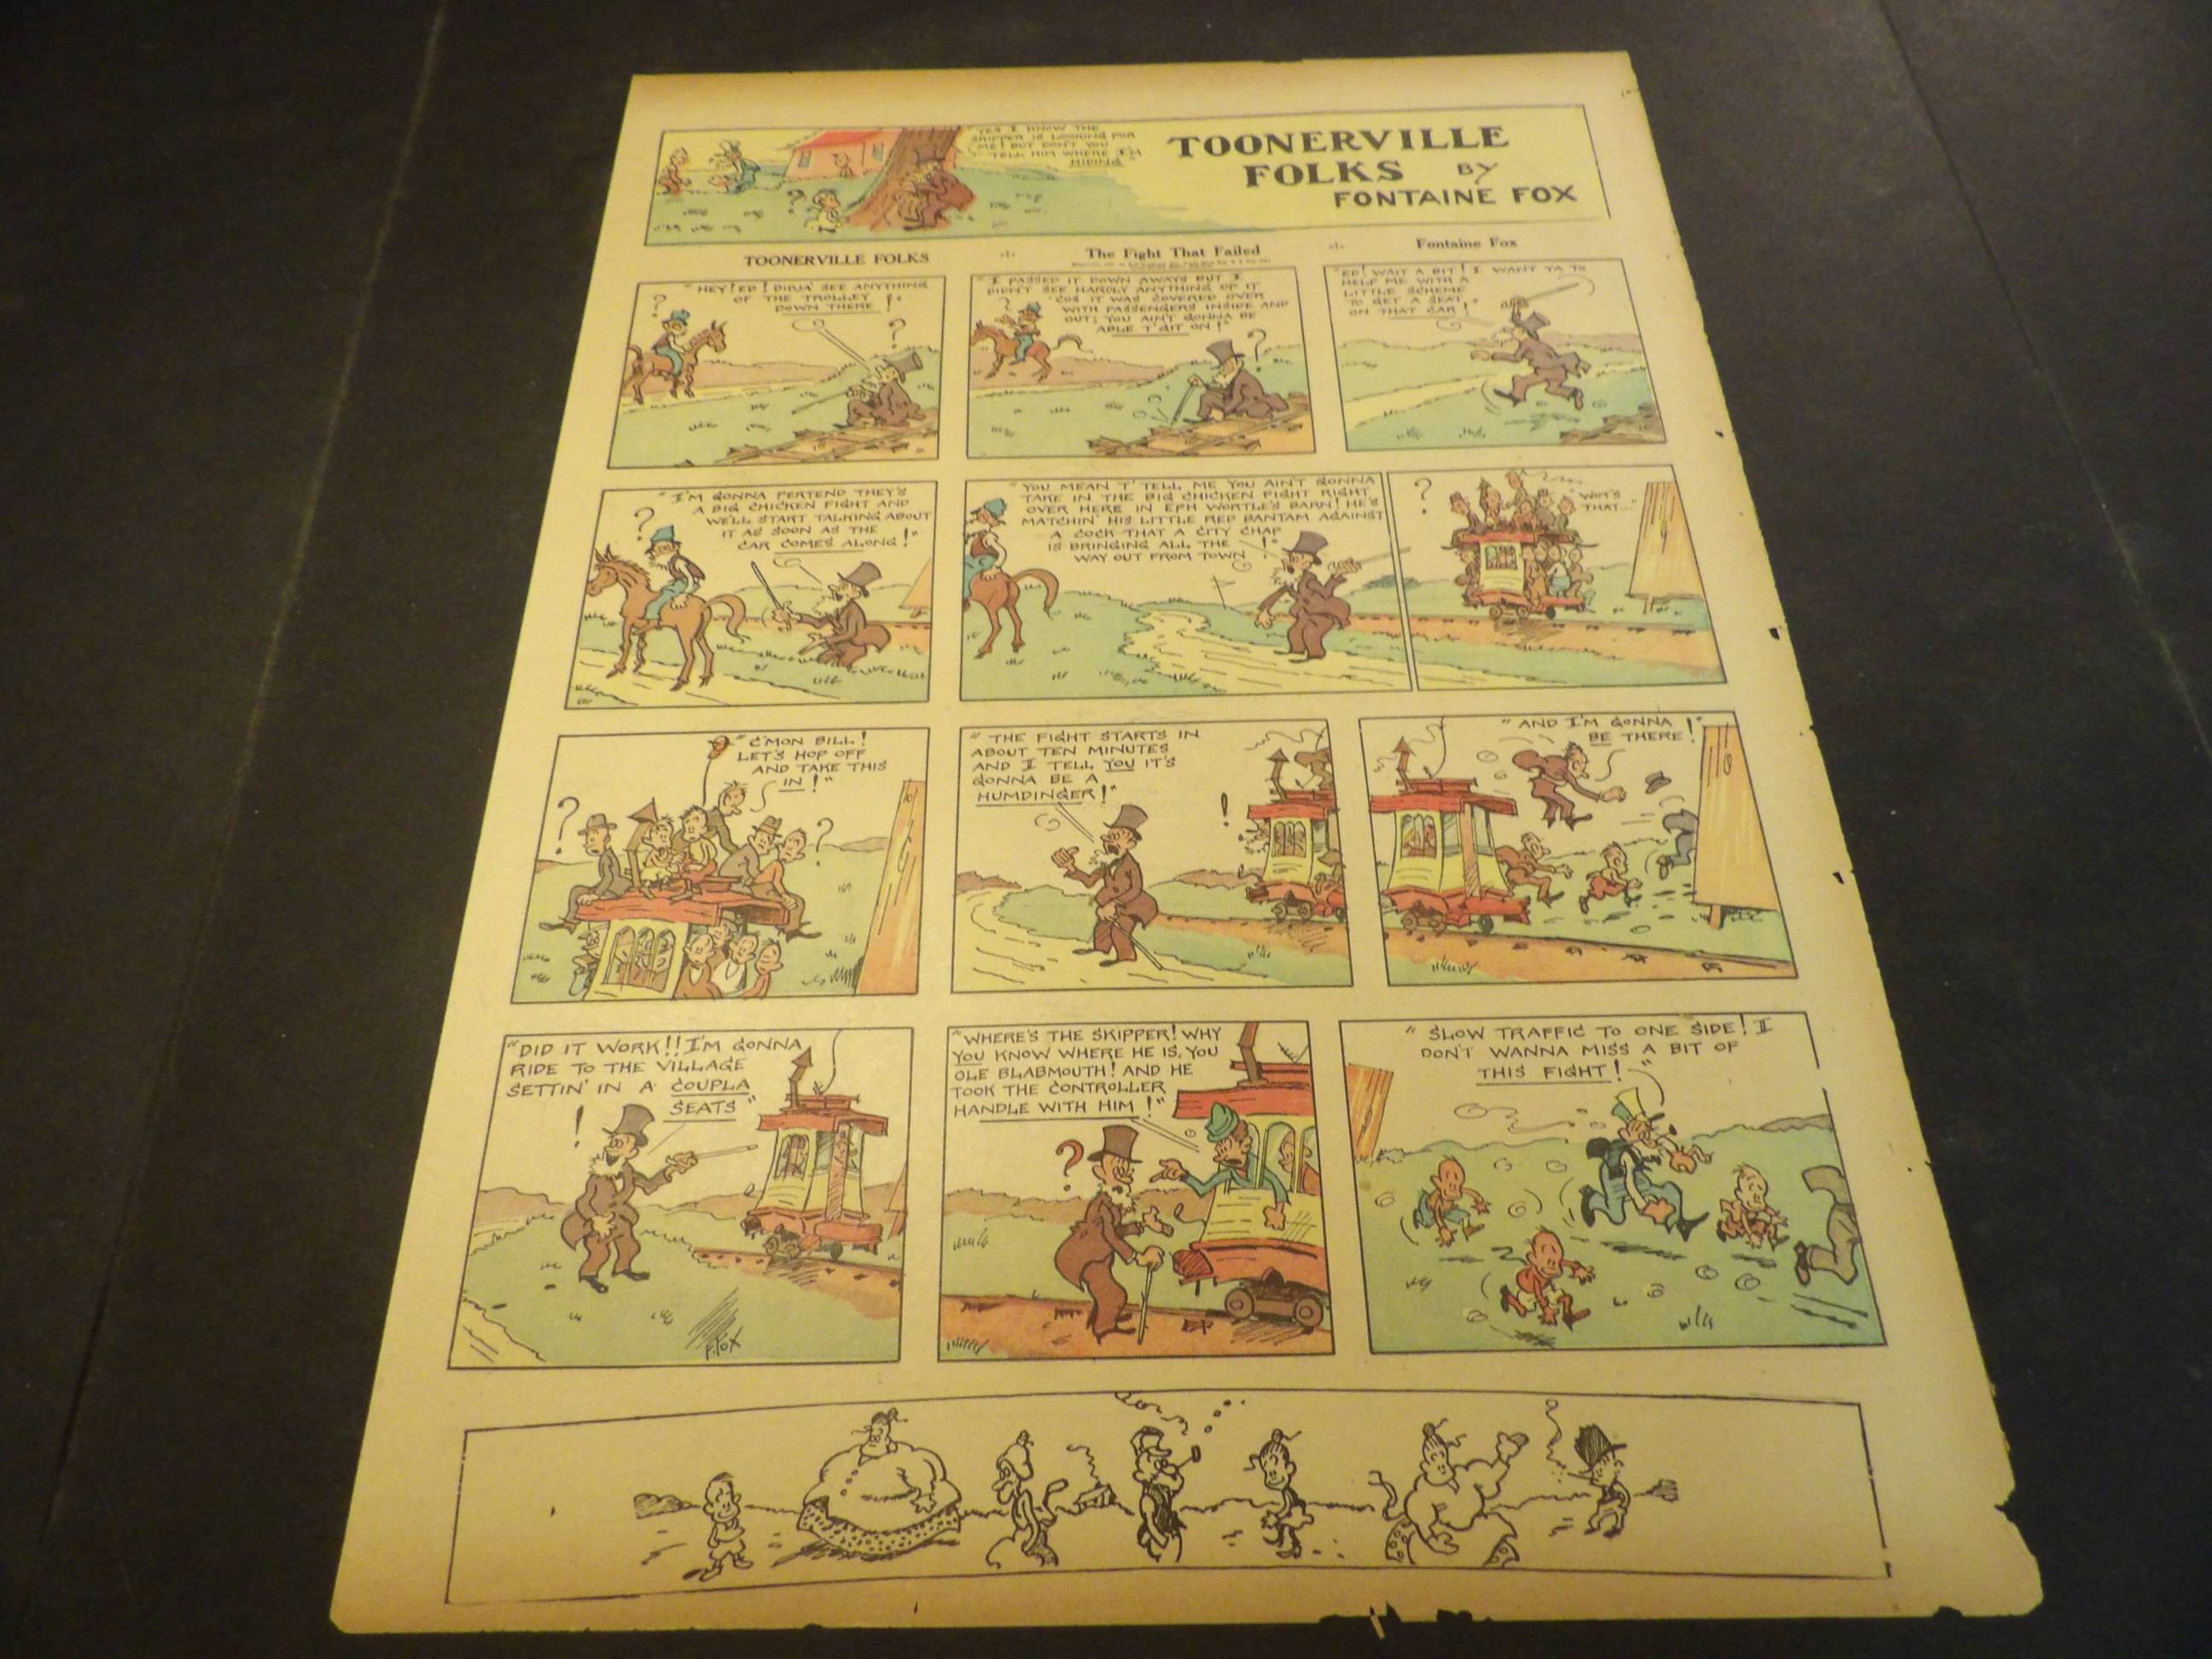 "YES I KNOW THE
SKIPPER IS LOOKING FOR
ME! BUT DON'T YOU
TELL HIM WHERE I'M
HIDING"
TOONERVILLE
FOLKS BY
FONTAINE FOX
TOONERVILLE FOLKS -:- The Fight That Failed -:- Fontaine Fox
"HEY! ED! DIDJA' SEE ANYTHING
OF THE TROLLEY
DOWN THERE!"
?
?
"I PASSED IT DOWN AWAYS BUT I
DIDN'T SEE HARDLY ANYTHING OF IT
'COS IT WAS COVERED OVER
WITH PASSENGERS INSIDE AND
OUT; YOU AIN'T GONNA BE
ABLE T'GIT ON!"
?
"ED! WAIT A BIT! I WANT YA TO
HELP ME WITH A
LITTLE SCHEME
TO GET A SEAT
ON THAT CAR!"
"I'M GONNA PERTEND THEY'S
A BIG CHICKEN FIGHT AND
WE'LL START TALKING ABOUT
IT AS SOON AS THE
CAR COMES ALONG!"
?
"YOU MEAN T'TELL ME YOU AIN'T GONNA
TAKE IN THE BIG CHICKEN FIGHT RIGHT
OVER HERE IN EPH WORTLE'S BARN! HE'S
MATCHIN' HIS LITTLE RED BANTAM AGAINST
A COCK THAT A CITY CHAP
IS BRINGING ALL THE
WAY OUT FROM TOWN!"
?
"WOT'S
THAT..
"C'MON BILL!
LET'S HOP OFF
AND TAKE THIS
IN!"
?
?
"THE FIGHT STARTS IN
ABOUT TEN MINUTES
AND I TELL YOU IT'S
GONNA BE A
HUMDINGER!"
!
"AND I'M GONNA
BE THERE!"
"DID IT WORK!! I'M GONNA
RIDE TO THE VILLAGE
SETTIN' IN A COUPLA
SEATS"
!
F. FOX
"WHERE'S THE SKIPPER! WHY
YOU KNOW WHERE HE IS, YOU
OLE BLABMOUTH! AND HE
TOOK THE CONTROLLER
HANDLE WITH HIM!"
?
"SLOW TRAFFIC TO ONE SIDE! I
DON'T WANNA MISS A BIT OF
THIS FIGHT!"